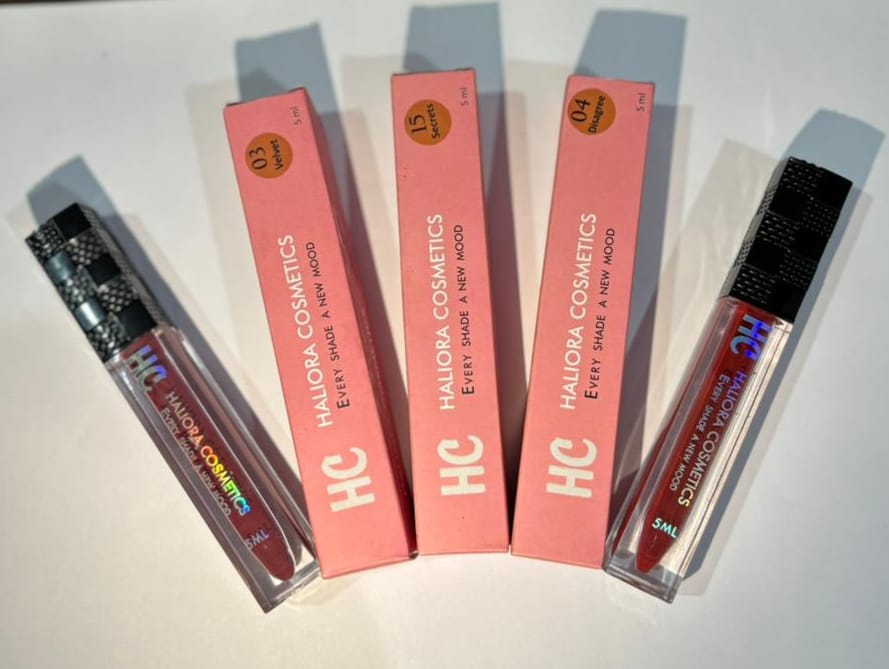 HC
HALIORA COSMETICS
EVERY SHADE A NEW MOOD
5ML
03
Velvet
5 ml
HALIORA COSMETICS
EVERY SHADE A NEW MOOD
HC
15
Secrets
5 ml
HALIORA COSMETICS
EVERY SHADE A NEW MOOD
HC
04
Disagree
5 ml
HALIORA COSMETICS
EVERY SHADE A NEW MOOD
HC
HC
HALIORA COSMETICS
EVERY SHADE A NEW MOOD
5ML